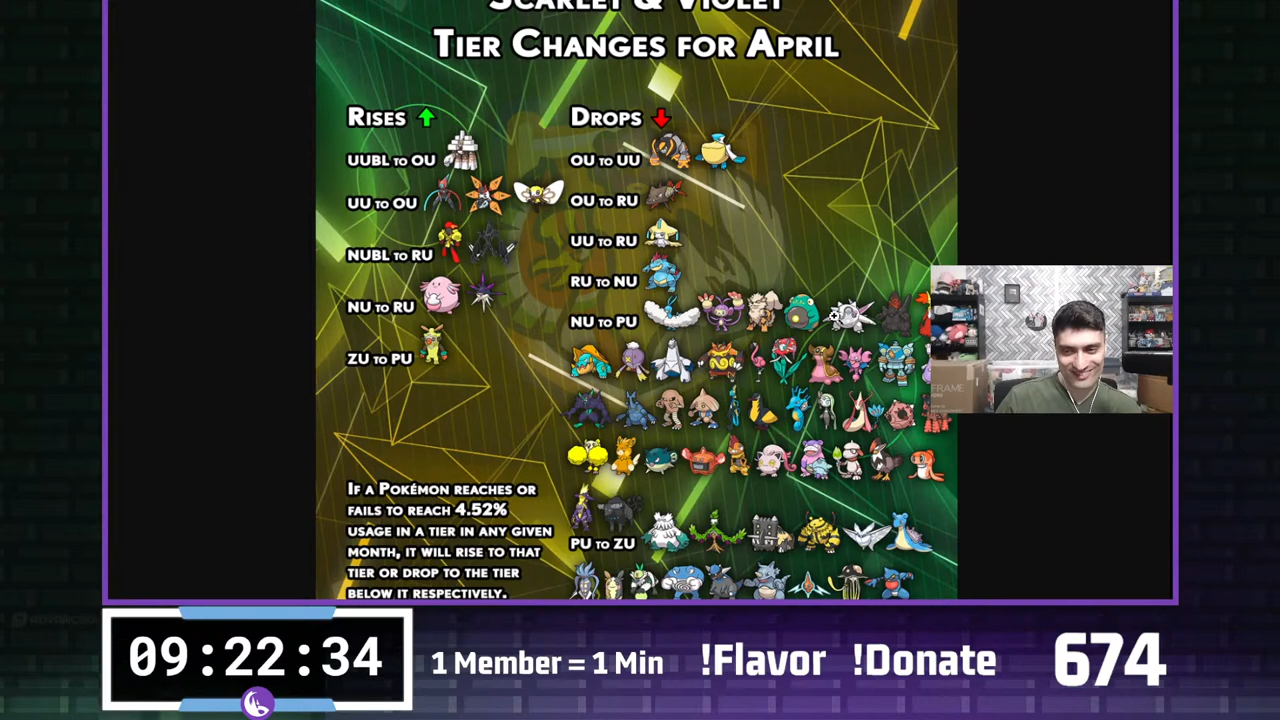 SCARLET & VIOLET
TIER CHANGES FOR APRIL
RISES
UUBL TO OU
UU TO OU
NUBL TO RU
NU TO RU
ZU TO PU
DROPS
OU TO UU
OU TO RU
UU TO RU
RU TO NU
NU TO PU
PU TO ZU
IF A POKÉMON REACHES OR
FAILS TO REACH 4.52%
USAGE IN A TIER IN ANY GIVEN
MONTH, IT WILL RISE TO THAT
TIER OR DROP TO THE TIER
BELOW IT RESPECTIVELY.
FRAME
09:22:34
1 Member = 1 Min
!Flavor
!Donate
674